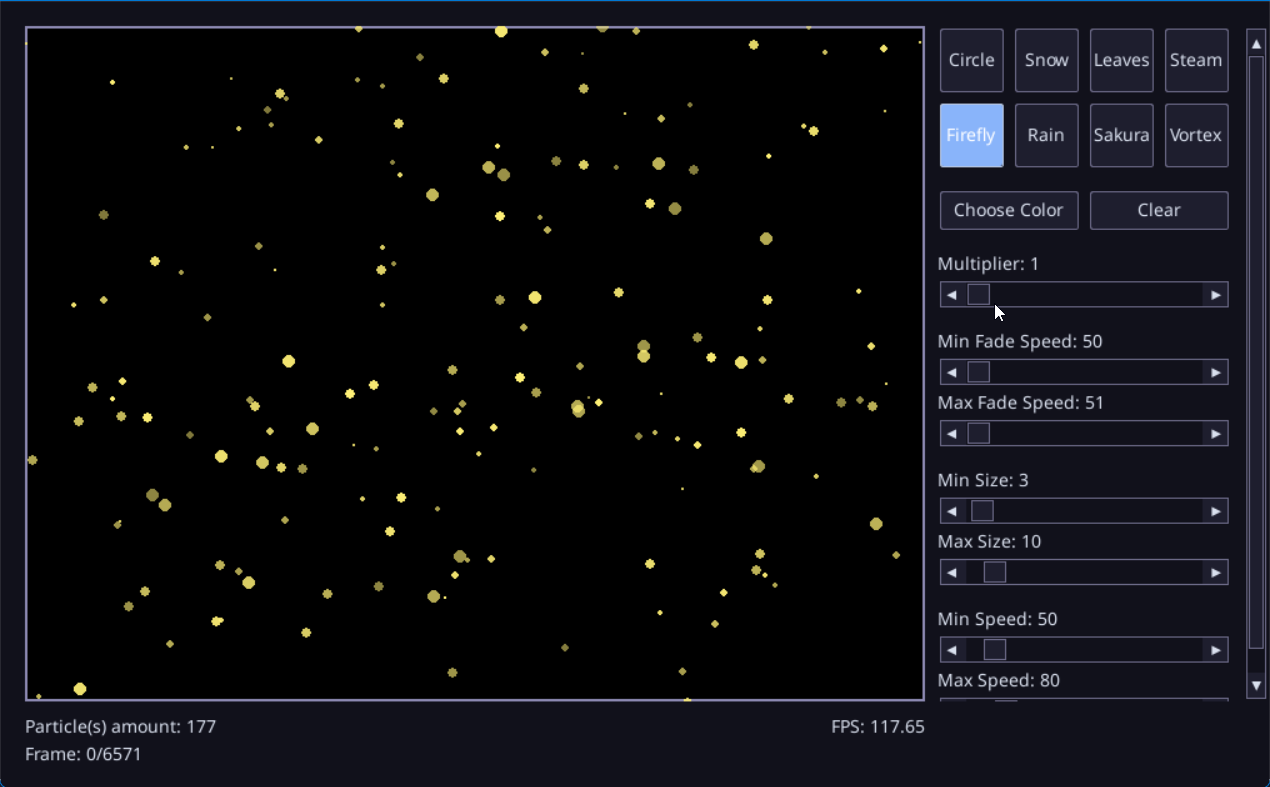 Circle Snow Leaves Steam
Firefly Rain Sakura Vortex
Choose Color Clear
Multiplier: 1
Min Fade Speed: 50
Max Fade Speed: 51
Min Size: 3
Max Size: 10
Min Speed: 50
Max Speed: 80
Particle(s) amount: 177 FPS: 117.65
Frame: 0/6571